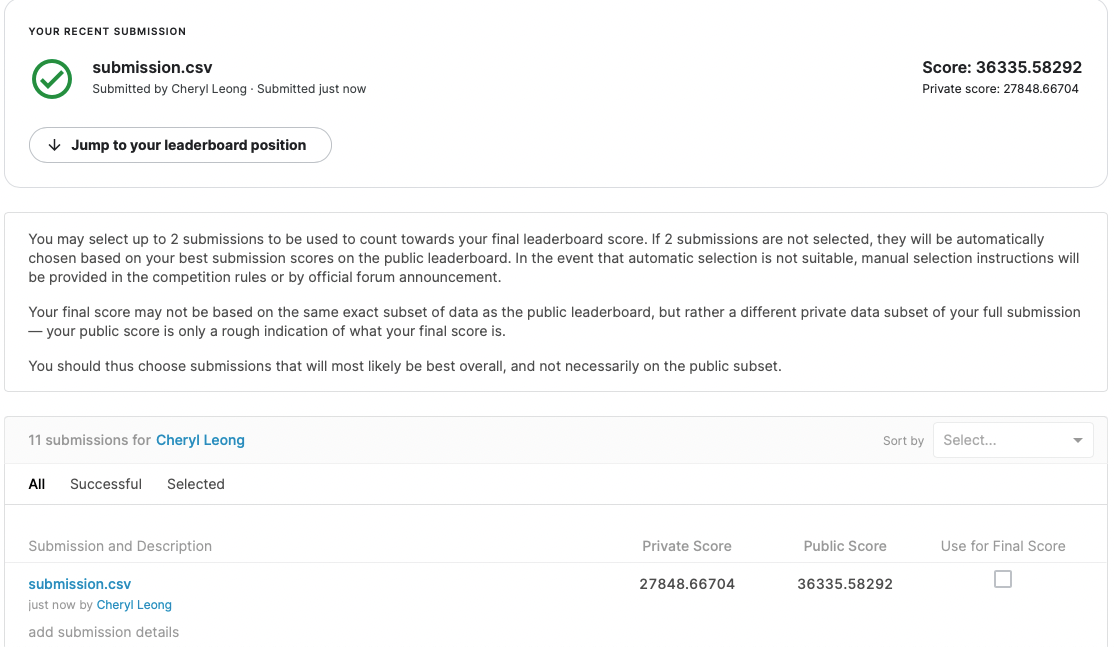 YOUR RECENT SUBMISSION
submission.csv
Submitted by Cheryl Leong · Submitted just now
Score: 36335.58292
Private score: 27848.66704
Jump to your leaderboard position
You may select up to 2 submissions to be used to count towards your final leaderboard score. If 2 submissions are not selected, they will be automatically
chosen based on your best submission scores on the public leaderboard. In the event that automatic selection is not suitable, manual selection instructions will
be provided in the competition rules or by official forum announcement.
Your final score may not be based on the same exact subset of data as the public leaderboard, but rather a different private data subset of your full submission
— your public score is only a rough indication of what your final score is.
You should thus choose submissions that will most likely be best overall, and not necessarily on the public subset.
11 submissions for Cheryl Leong
Sort by Select...
All Successful Selected
Submission and Description Private Score Public Score Use for Final Score
submission.csv 27848.66704 36335.58292
just now by Cheryl Leong
add submission details